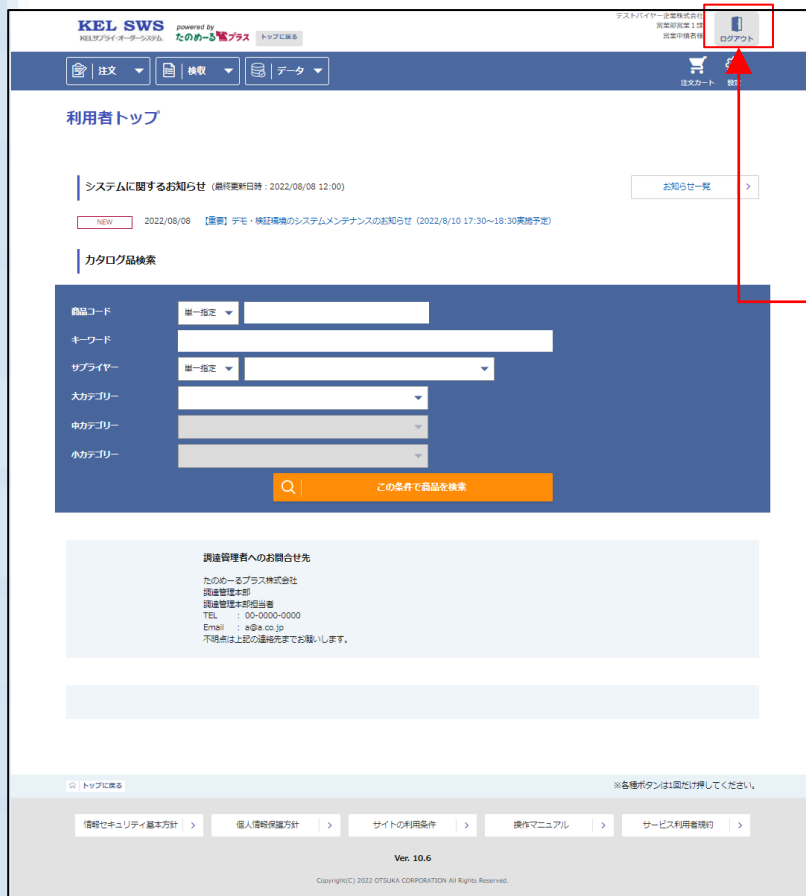 KEL SWS powered by
KELサプライ・オーダーシステム たのめーるプラス トップに戻る
テストバイヤー企業株式会社
営業部営業1課
営業申請者様
ログアウト
注文 検収 データ
注文カート 設定
利用者トップ
システムに関するお知らせ (最終更新日時：2022/08/08 12:00) お知らせ一覧 >
NEW 2022/08/08 【重要】デモ・検証環境のシステムメンテナンスのお知らせ（2022/8/10 17:30～18:30実施予定）
カタログ品検索
商品コード 単一指定
キーワード
サプライヤー 単一指定
大カテゴリー
中カテゴリー
小カテゴリー
この条件で商品を検索
調達管理者へのお問合せ先
たのめーるプラス株式会社
調達管理本部
調達管理本部担当者
TEL : 00-0000-0000
Email : a@a.co.jp
不明点は上記の連絡先までお願いします。
トップに戻る ※各種ボタンは1回だけ押してください。
情報セキュリティ基本方針 > 個人情報保護方針 > サイトの利用条件 > 操作マニュアル > サービス利用者規約 >
Ver. 10.6
Copyright(C) 2022 OTSUKA CORPORATION All Rights Reserved.